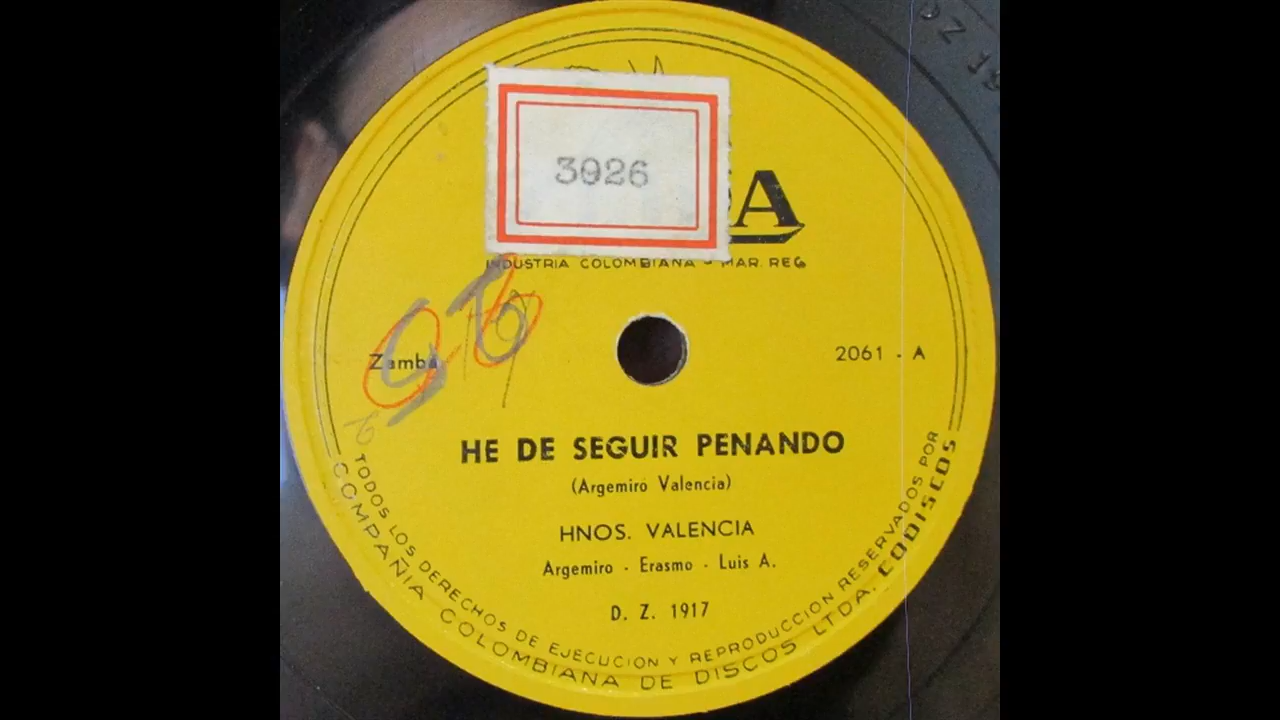 3026
A
INDUSTRIA COLOMBIANA - MAR. REG
Zamba
2061 - A
HE DE SEGUIR PENANDO
(Argemiro Valencia)
HNOS. VALENCIA
Argemiro - Erasmo - Luis A.
D. Z. 1917
TODOS LOS DERECHOS DE EJECUCION Y REPRODUCCION RESERVADOS POR
COMPAÑIA COLOMBIANA DE DISCOS LTDA. CODISCOS